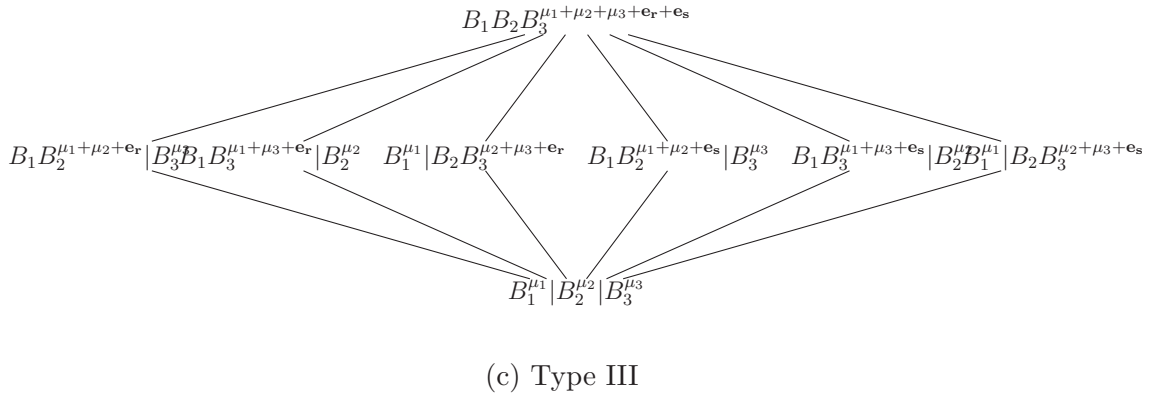 $B_1B_2B_3^{\mu_1+\mu_2+\mu_3+\mathbf{e_r}+\mathbf{e_s}}$
$B_1B_2^{\mu_1+\mu_2+\mathbf{e_r}}|B_3^{\mu_3}$ $B_1B_3^{\mu_1+\mu_3+\mathbf{e_r}}|B_2^{\mu_2}$ $B_1^{\mu_1}|B_2B_3^{\mu_2+\mu_3+\mathbf{e_r}}$ $B_1B_2^{\mu_1+\mu_2+\mathbf{e_s}}|B_3^{\mu_3}$ $B_1B_3^{\mu_1+\mu_3+\mathbf{e_s}}|B_2^{\mu_2}$ $B_1^{\mu_1}|B_2B_3^{\mu_2+\mu_3+\mathbf{e_s}}$
$B_1^{\mu_1}|B_2^{\mu_2}|B_3^{\mu_3}$
(c) Type III